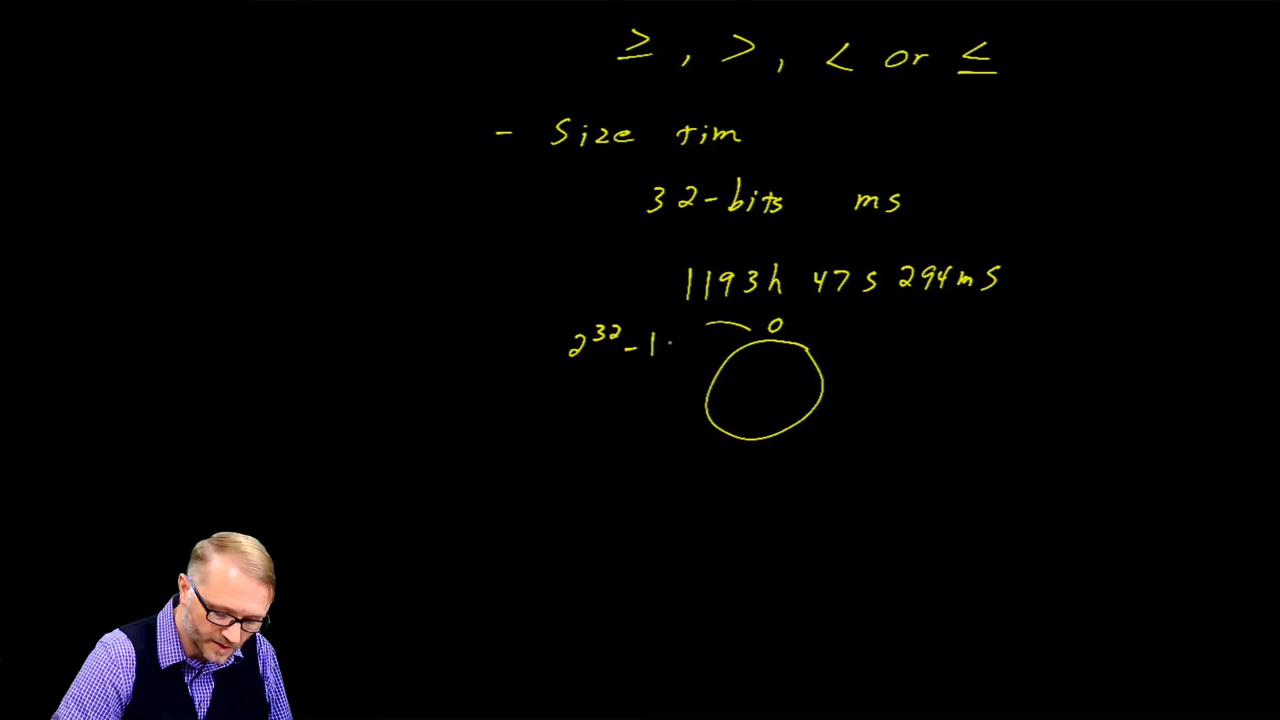 ≥, >, < or ≤
- Size tim
32-bits ms
1193h 47s 294ms
0
2³²-1